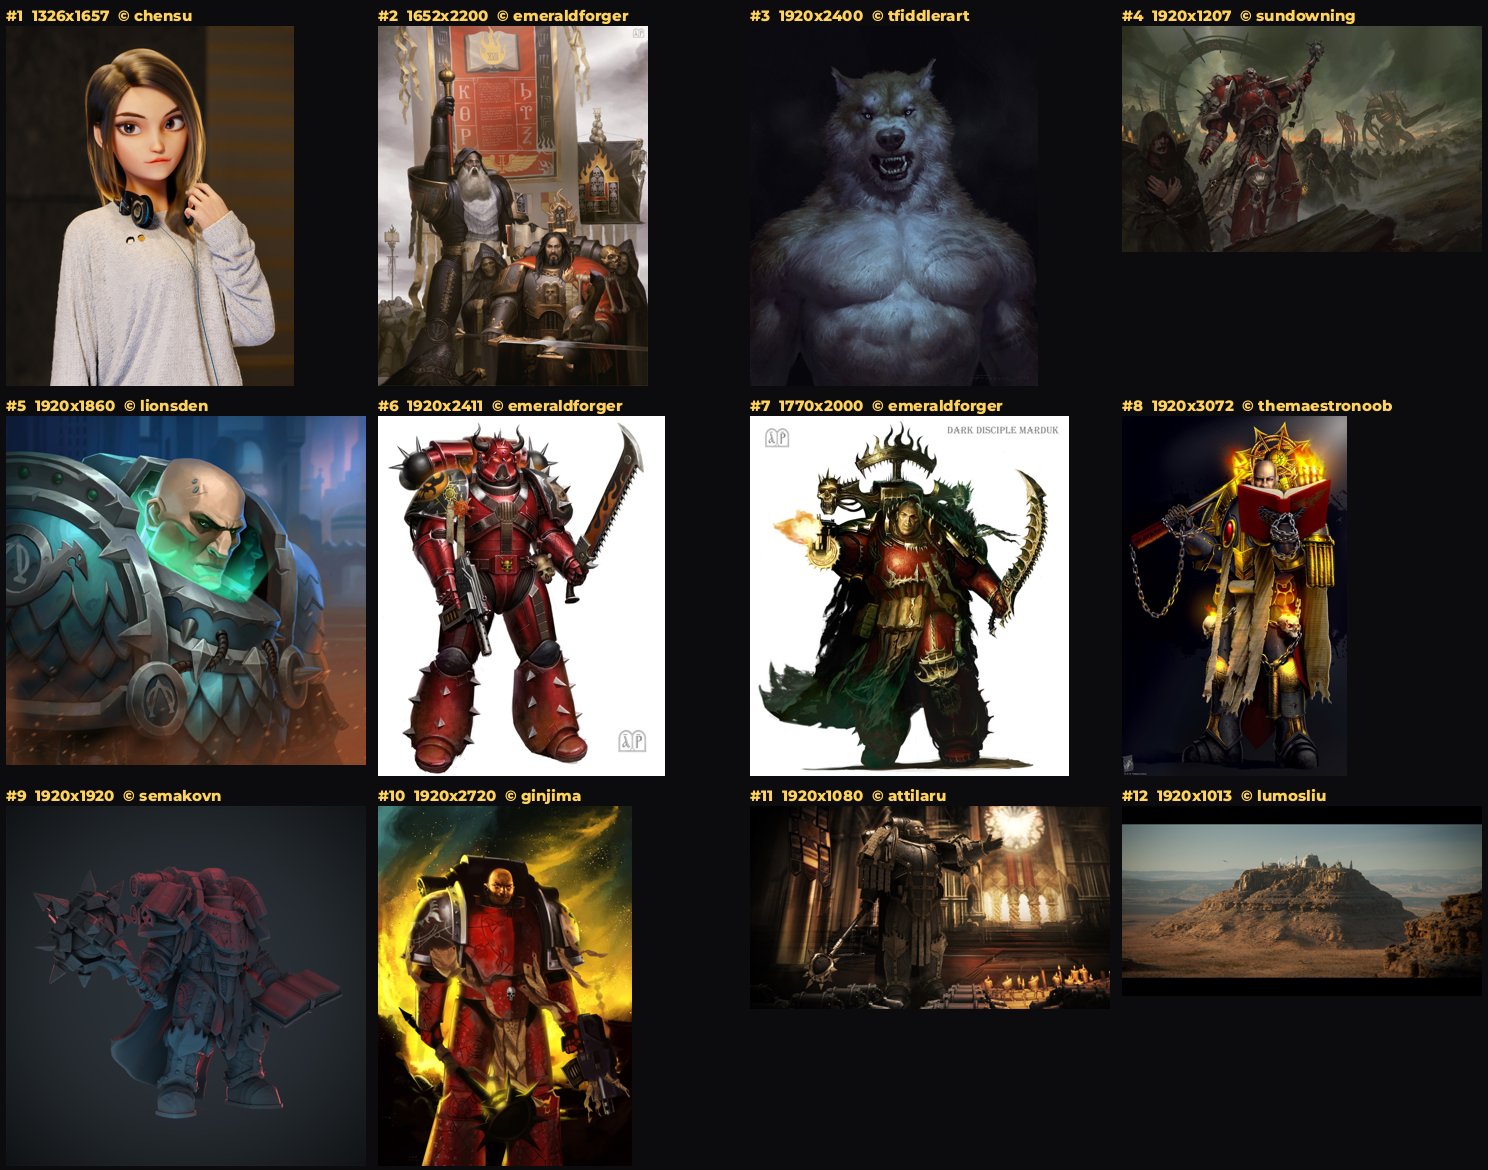 #1 1326x1657 © chensu
#2 1652x2200 © emeraldforger
#3 1920x2400 © tfiddlerart
#4 1920x1207 © sundowning
#5 1920x1860 © lionsden
#6 1920x2411 © emeraldforger
#7 1770x2000 © emeraldforger
DARK DISCIPLE MARDUK
#8 1920x3072 © themaestronoob
#9 1920x1920 © semakovn
#10 1920x2720 © ginjima
#11 1920x1080 © attilaru
#12 1920x1013 © lumosliu